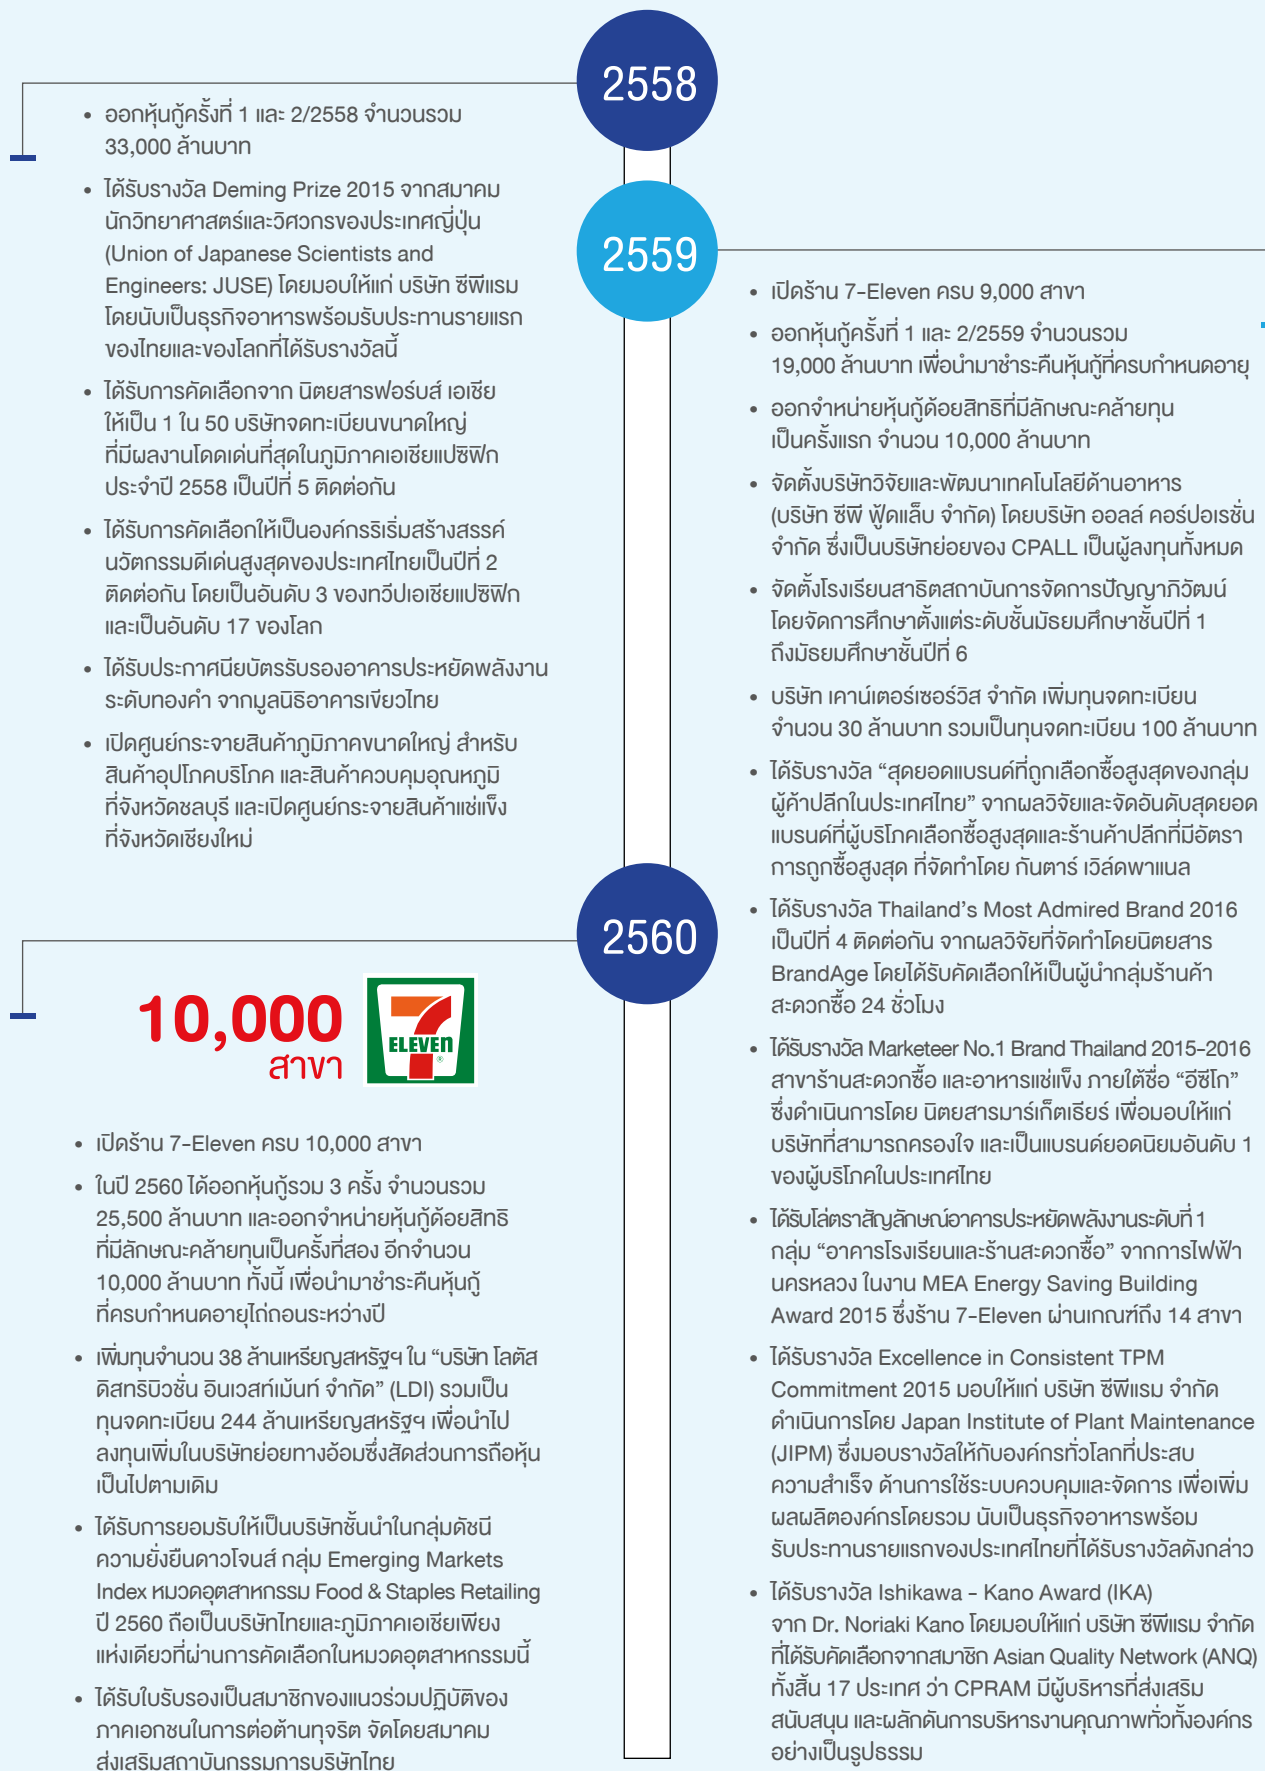 2558
• ออกหุ้นกู้ครั้งที่ 1 และ 2/2558 จำนวนรวม
33,000 ล้านบาท
• ได้รับรางวัล Deming Prize 2015 จากสมาคม
นักวิทยาศาสตร์และวิศวกรของประเทศญี่ปุ่น
(Union of Japanese Scientists and
Engineers: JUSE) โดยมอบให้แก่ บริษัท ซีพีแรม
โดยนับเป็นธุรกิจอาหารพร้อมรับประทานรายแรก
ของไทยและของโลกที่ได้รับรางวัลนี้
• ได้รับการคัดเลือกจาก นิตยสารฟอร์บส์ เอเชีย
ให้เป็น 1 ใน 50 บริษัทจดทะเบียนขนาดใหญ่
ที่มีผลงานโดดเด่นที่สุดในภูมิภาคเอเชียแปซิฟิก
ประจำปี 2558 เป็นปีที่ 5 ติดต่อกัน
• ได้รับการคัดเลือกให้เป็นองค์กรริเริ่มสร้างสรรค์
นวัตกรรมดีเด่นสูงสุดของประเทศไทยเป็นปีที่ 2
ติดต่อกัน โดยเป็นอันดับ 3 ของทวีปเอเชียแปซิฟิก
และเป็นอันดับ 17 ของโลก
• ได้รับประกาศนียบัตรรับรองอาคารประหยัดพลังงาน
ระดับทองคำ จากมูลนิธิอาคารเขียวไทย
• เปิดศูนย์กระจายสินค้าภูมิภาคขนาดใหญ่ สำหรับ
สินค้าอุปโภคบริโภค และสินค้าควบคุมอุณหภูมิ
ที่จังหวัดชลบุรี และเปิดศูนย์กระจายสินค้าแช่แข็ง
ที่จังหวัดเชียงใหม่
2559
• เปิดร้าน 7-Eleven ครบ 9,000 สาขา
• ออกหุ้นกู้ครั้งที่ 1 และ 2/2559 จำนวนรวม
19,000 ล้านบาท เพื่อนำมาชำระคืนหุ้นกู้ที่ครบกำหนดอายุ
• ออกจำหน่ายหุ้นกู้ด้อยสิทธิที่มีลักษณะคล้ายทุน
เป็นครั้งแรก จำนวน 10,000 ล้านบาท
• จัดตั้งบริษัทวิจัยและพัฒนาเทคโนโลยีด้านอาหาร
(บริษัท ซีพี ฟู้ดแล็บ จำกัด) โดยบริษัท ออลล์ คอร์ปอเรชั่น
จำกัด ซึ่งเป็นบริษัทย่อยของ CPALL เป็นผู้ลงทุนทั้งหมด
• จัดตั้งโรงเรียนสาธิตสถาบันการจัดการปัญญาภิวัฒน์
โดยจัดการศึกษาตั้งแต่ระดับชั้นมัธยมศึกษาชั้นปีที่ 1
ถึงมัธยมศึกษาชั้นปีที่ 6
• บริษัท เคาน์เตอร์เซอร์วิส จำกัด เพิ่มทุนจดทะเบียน
จำนวน 30 ล้านบาท รวมเป็นทุนจดทะเบียน 100 ล้านบาท
• ได้รับรางวัล “สุดยอดแบรนด์ที่ถูกเลือกซื้อสูงสุดของกลุ่ม
ผู้ค้าปลีกในประเทศไทย” จากผลวิจัยและจัดอันดับสุดยอด
แบรนด์ที่ผู้บริโภคเลือกซื้อสูงสุดและร้านค้าปลีกที่มีอัตรา
การถูกซื้อสูงสุด ที่จัดทำโดย กันตาร์ เวิล์ดพาแนล
• ได้รับรางวัล Thailand’s Most Admired Brand 2016
เป็นปีที่ 4 ติดต่อกัน จากผลวิจัยที่จัดทำโดยนิตยสาร
BrandAge โดยได้รับคัดเลือกให้เป็นผู้นำกลุ่มร้านค้า
สะดวกซื้อ 24 ชั่วโมง
• ได้รับรางวัล Marketeer No.1 Brand Thailand 2015-2016
สาขาร้านสะดวกซื้อ และอาหารแช่แข็ง ภายใต้ชื่อ “อีซีโก”
ซึ่งดำเนินการโดย นิตยสารมาร์เก็ตเธียร์ เพื่อมอบให้แก่
บริษัทที่สามารถครองใจ และเป็นแบรนด์ยอดนิยมอันดับ 1
ของผู้บริโภคในประเทศไทย
• ได้รับโล่ตราสัญลักษณ์อาคารประหยัดพลังงานระดับที่ 1
กลุ่ม “อาคารโรงเรียนและร้านสะดวกซื้อ” จากการไฟฟ้า
นครหลวง ในงาน MEA Energy Saving Building
Award 2015 ซึ่งร้าน 7-Eleven ผ่านเกณฑ์ถึง 14 สาขา
• ได้รับรางวัล Excellence in Consistent TPM
Commitment 2015 มอบให้แก่ บริษัท ซีพีแรม จำกัด
ดำเนินการโดย Japan Institute of Plant Maintenance
(JIPM) ซึ่งมอบรางวัลให้กับองค์กรทั่วโลกที่ประสบ
ความสำเร็จ ด้านการใช้ระบบควบคุมและจัดการ เพื่อเพิ่ม
ผลผลิตองค์กรโดยรวม นับเป็นธุรกิจอาหารพร้อม
รับประทานรายแรกของประเทศไทยที่ได้รับรางวัลดังกล่าว
• ได้รับรางวัล Ishikawa - Kano Award (IKA)
จาก Dr. Noriaki Kano โดยมอบให้แก่ บริษัท ซีพีแรม จำกัด
ที่ได้รับคัดเลือกจากสมาชิก Asian Quality Network (ANQ)
ทั้งสิ้น 17 ประเทศ ว่า CPRAM มีผู้บริหารที่ส่งเสริม
สนับสนุน และผลักดันการบริหารงานคุณภาพทั่วทั้งองค์กร
อย่างเป็นรูปธรรม
2560
10,000
สาขา
7
ELEVEN
®
• เปิดร้าน 7-Eleven ครบ 10,000 สาขา
• ในปี 2560 ได้ออกหุ้นกู้รวม 3 ครั้ง จำนวนรวม
25,500 ล้านบาท และออกจำหน่ายหุ้นกู้ด้อยสิทธิ
ที่มีลักษณะคล้ายทุนเป็นครั้งที่สอง อีกจำนวน
10,000 ล้านบาท ทั้งนี้ เพื่อนำมาชำระคืนหุ้นกู้
ที่ครบกำหนดอายุไถ่ถอนระหว่างปี
• เพิ่มทุนจำนวน 38 ล้านเหรียญสหรัฐฯ ใน “บริษัท โลตัส
ดิสทริบิวชั่น อินเวสท์เม้นท์ จำกัด” (LDI) รวมเป็น
ทุนจดทะเบียน 244 ล้านเหรียญสหรัฐฯ เพื่อนำไป
ลงทุนเพิ่มในบริษัทย่อยทางอ้อมซึ่งสัดส่วนการถือหุ้น
เป็นไปตามเดิม
• ได้รับการยอมรับให้เป็นบริษัทชั้นนำในกลุ่มดัชนี
ความยั่งยืนดาวโจนส์ กลุ่ม Emerging Markets
Index หมวดอุตสาหกรรม Food & Staples Retailing
ปี 2560 ถือเป็นบริษัทไทยและภูมิภาคเอเชียเพียง
แห่งเดียวที่ผ่านการคัดเลือกในหมวดอุตสาหกรรมนี้
• ได้รับใบรับรองเป็นสมาชิกของแนวร่วมปฏิบัติของ
ภาคเอกชนในการต่อต้านทุจริต จัดโดยสมาคม
ส่งเสริมสถาบันกรรมการบริษัทไทย